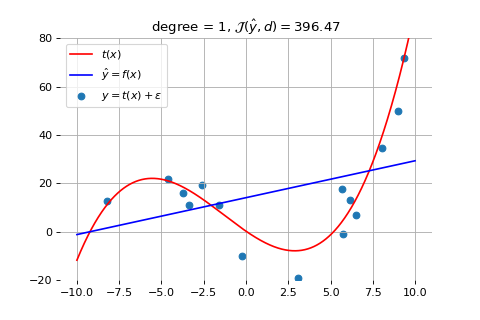 degree = 1, 𝒥(ŷ, d) = 396.47
t(x)
ŷ = f(x)
y = t(x) + ε
80
60
40
20
0
−20
−10.0 −7.5 −5.0 −2.5 0.0 2.5 5.0 7.5 10.0